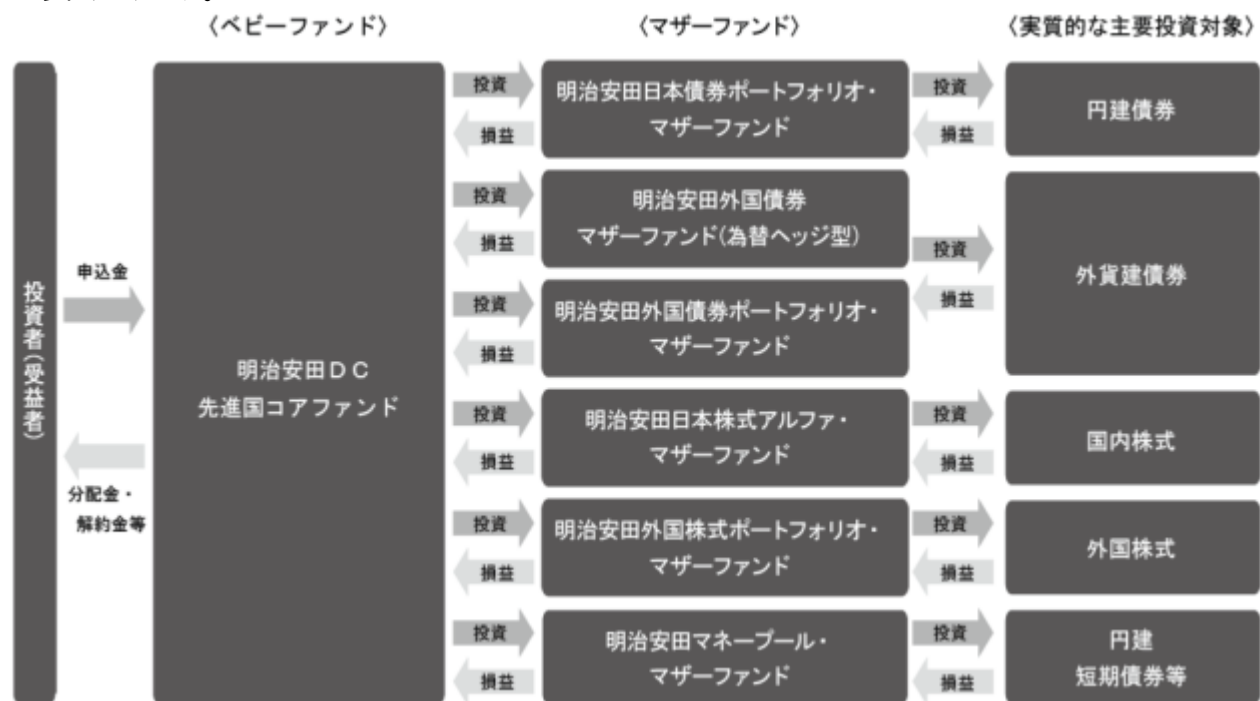 〈ベビーファンド〉
〈マザーファンド〉
〈実質的な主要投資対象〉
投資者(受益者)
申込金
分配金・
解約金等
明治安田DC
先進国コアファンド
投資
損益
明治安田日本債券ポートフォリオ・
マザーファンド
投資
損益
円建債券
投資
損益
明治安田外国債券
マザーファンド(為替ヘッジ型)
投資
損益
明治安田外国債券ポートフォリオ・
マザーファンド
投資
損益
外貨建債券
投資
損益
明治安田日本株式アルファ・
マザーファンド
投資
損益
国内株式
投資
損益
明治安田外国株式ポートフォリオ・
マザーファンド
投資
損益
外国株式
投資
損益
明治安田マネープール・
マザーファンド
投資
損益
円建
短期債券等